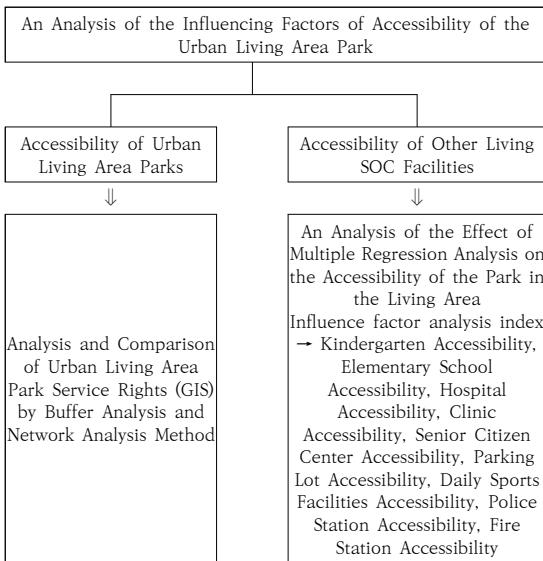 An Analysis of the Influencing Factors of Accessibility of the
Urban Living Area Park
Accessibility of Urban
Living Area Parks
Accessibility of Other Living
SOC Facilities
⇓
⇓
Analysis and Comparison
of Urban Living Area
Park Service Rights (GIS)
by Buffer Analysis and
Network Analysis Method
An Analysis of the Effect of
Multiple Regression Analysis on
the Accessibility of the Park in
the Living Area
Influence factor analysis index
→ Kindergarten Accessibility,
Elementary School
Accessibility, Hospital
Accessibility, Clinic
Accessibility, Senior Citizen
Center Accessibility, Parking
Lot Accessibility, Daily Sports
Facilities Accessibility, Police
Station Accessibility, Fire
Station Accessibility